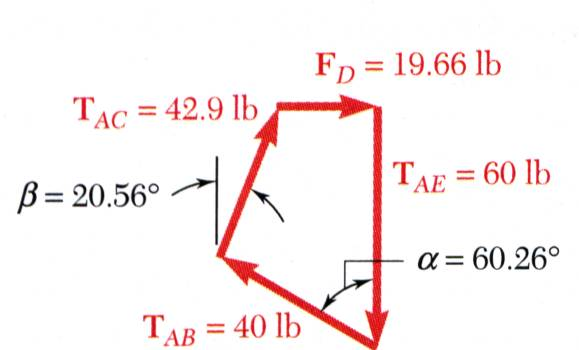 F_D = 19.66 lb
T_AC = 42.9 lb
T_AE = 60 lb
β = 20.56°
α = 60.26°
T_AB = 40 lb